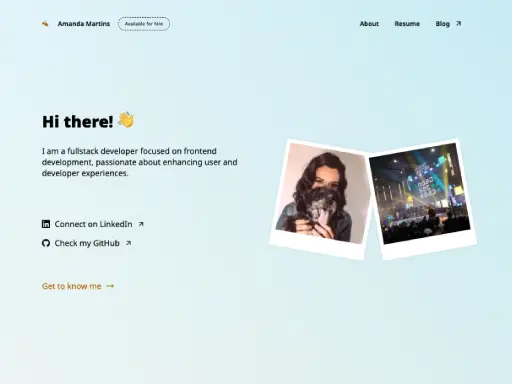 Amanda Martins
Available for hire
About
Resume
Blog
Hi there!
I am a fullstack developer focused on frontend
development, passionate about enhancing user and
developer experiences.
Connect on LinkedIn
Check my GitHub
Get to know me